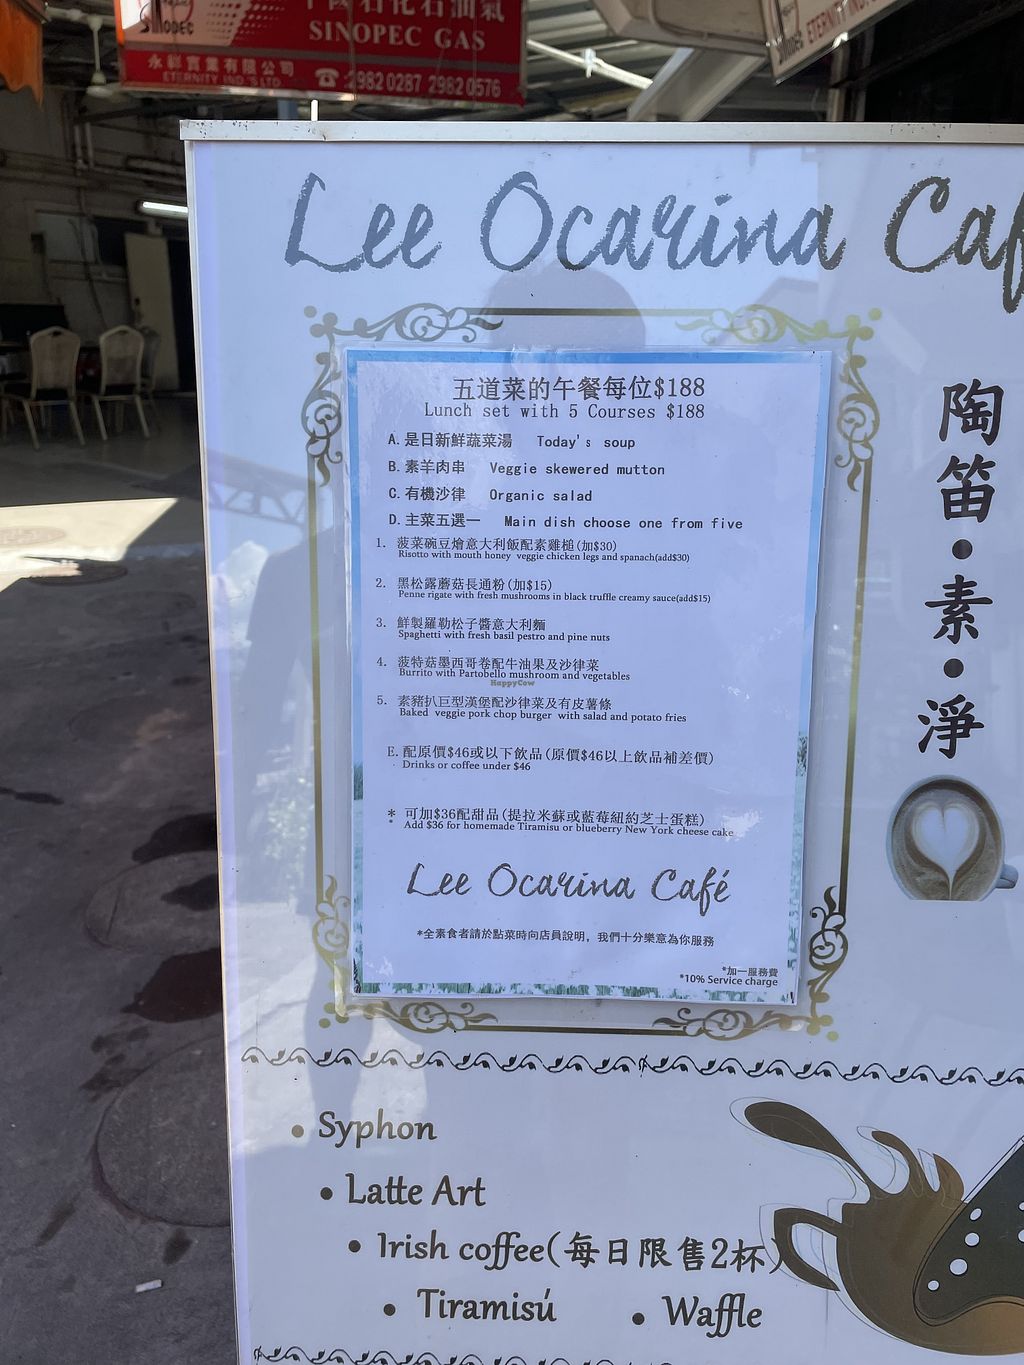 SINOPEC GAS
永祥實業有限公司
ETERNITY IND'S LTD.
2982 0287 2982 0576
Lee Ocarina Caf
五道菜的午餐每位$188
Lunch set with 5 Courses $188
A. 是日新鮮蔬菜湯 Today's soup
B. 素羊肉串 Veggie skewered mutton
C. 有機沙律 Organic salad
D. 主菜五選一 Main dish choose one from five
1. 菠菜碗豆燴意大利飯配素雞槌(加$30)
Risotto with mouth honey veggie chicken legs and spanach(add$30)
2. 黑松露蘑菇長通粉(加$15)
Penne rigate with fresh mushrooms in black truffle creamy sauce(add$15)
3. 鮮製羅勒松子醬意大利麵
Spaghetti with fresh basil pestro and pine nuts
4. 菠特菇墨西哥卷配牛油果及沙律菜
Burrito with Partobello mushroom and vegetables
HappyCow
5. 素豬扒巨型漢堡配沙律菜及有皮薯條
Baked veggie pork chop burger with salad and potato fries
E. 配原價$46或以下飲品(原價$46以上飲品補差價)
Drinks or coffee under $46
* 可加$36配甜品(提拉米蘇或藍莓紐約芝士蛋糕)
* Add $36 for homemade Tiramisu or blueberry New York cheese cake
Lee Ocarina Café
*全素食者請於點菜時向店員說明，我們十分樂意為你服務
*加一服務費
*10% Service charge
陶笛•素•淨
• Syphon
• Latte Art
• Irish coffee(每日限售2杯)
• Tiramisú • Waffle